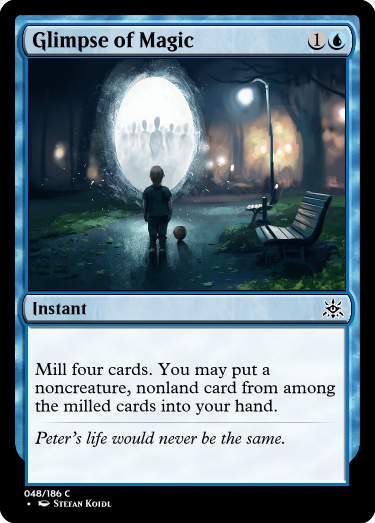 Glimpse of Magic 1
Instant
Mill four cards. You may put a
noncreature, nonland card from among
the milled cards into your hand.
Peter's life would never be the same.
048/186 C
• Stefan Koidl